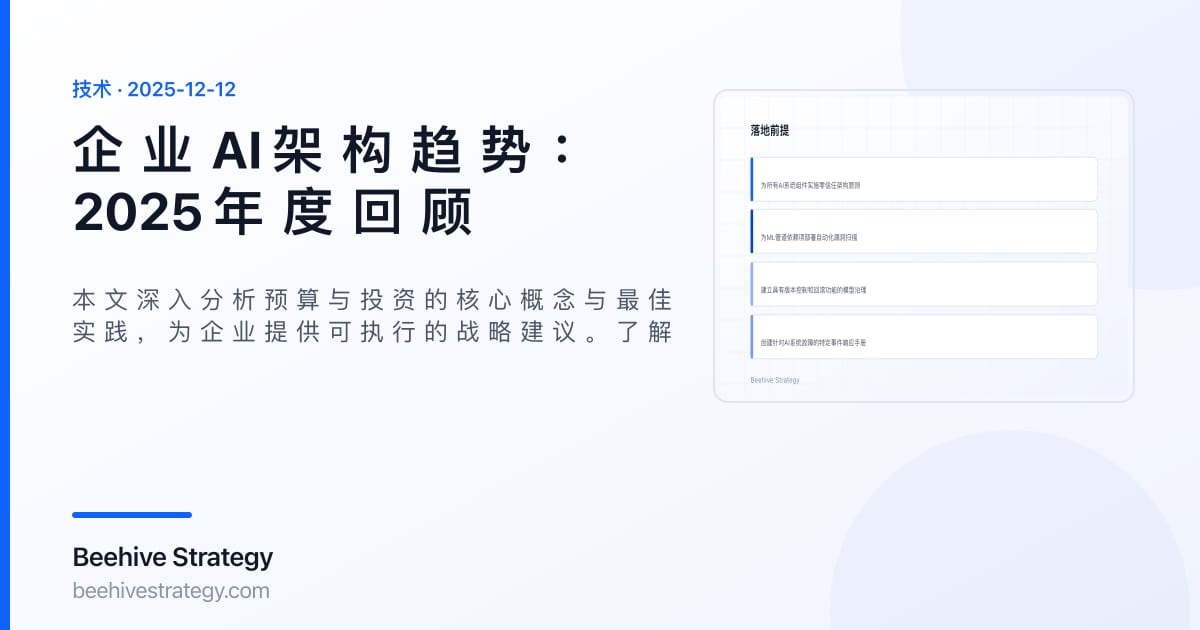 技术 · 2025-12-12
企业AI架构趋势：
2025年度回顾
本文深入分析预算与投资的核心概念与最佳
实践，为企业提供可执行的战略建议。了解
落地前提
为所有AI系统组件实施零信任架构原则
为ML管道依赖项部署自动化漏洞扫描
建立具有版本控制和回滚功能的模型治理
创建针对AI系统故障的特定事件响应手册
Beehive Strategy
Beehive Strategy
beehivestrategy.com